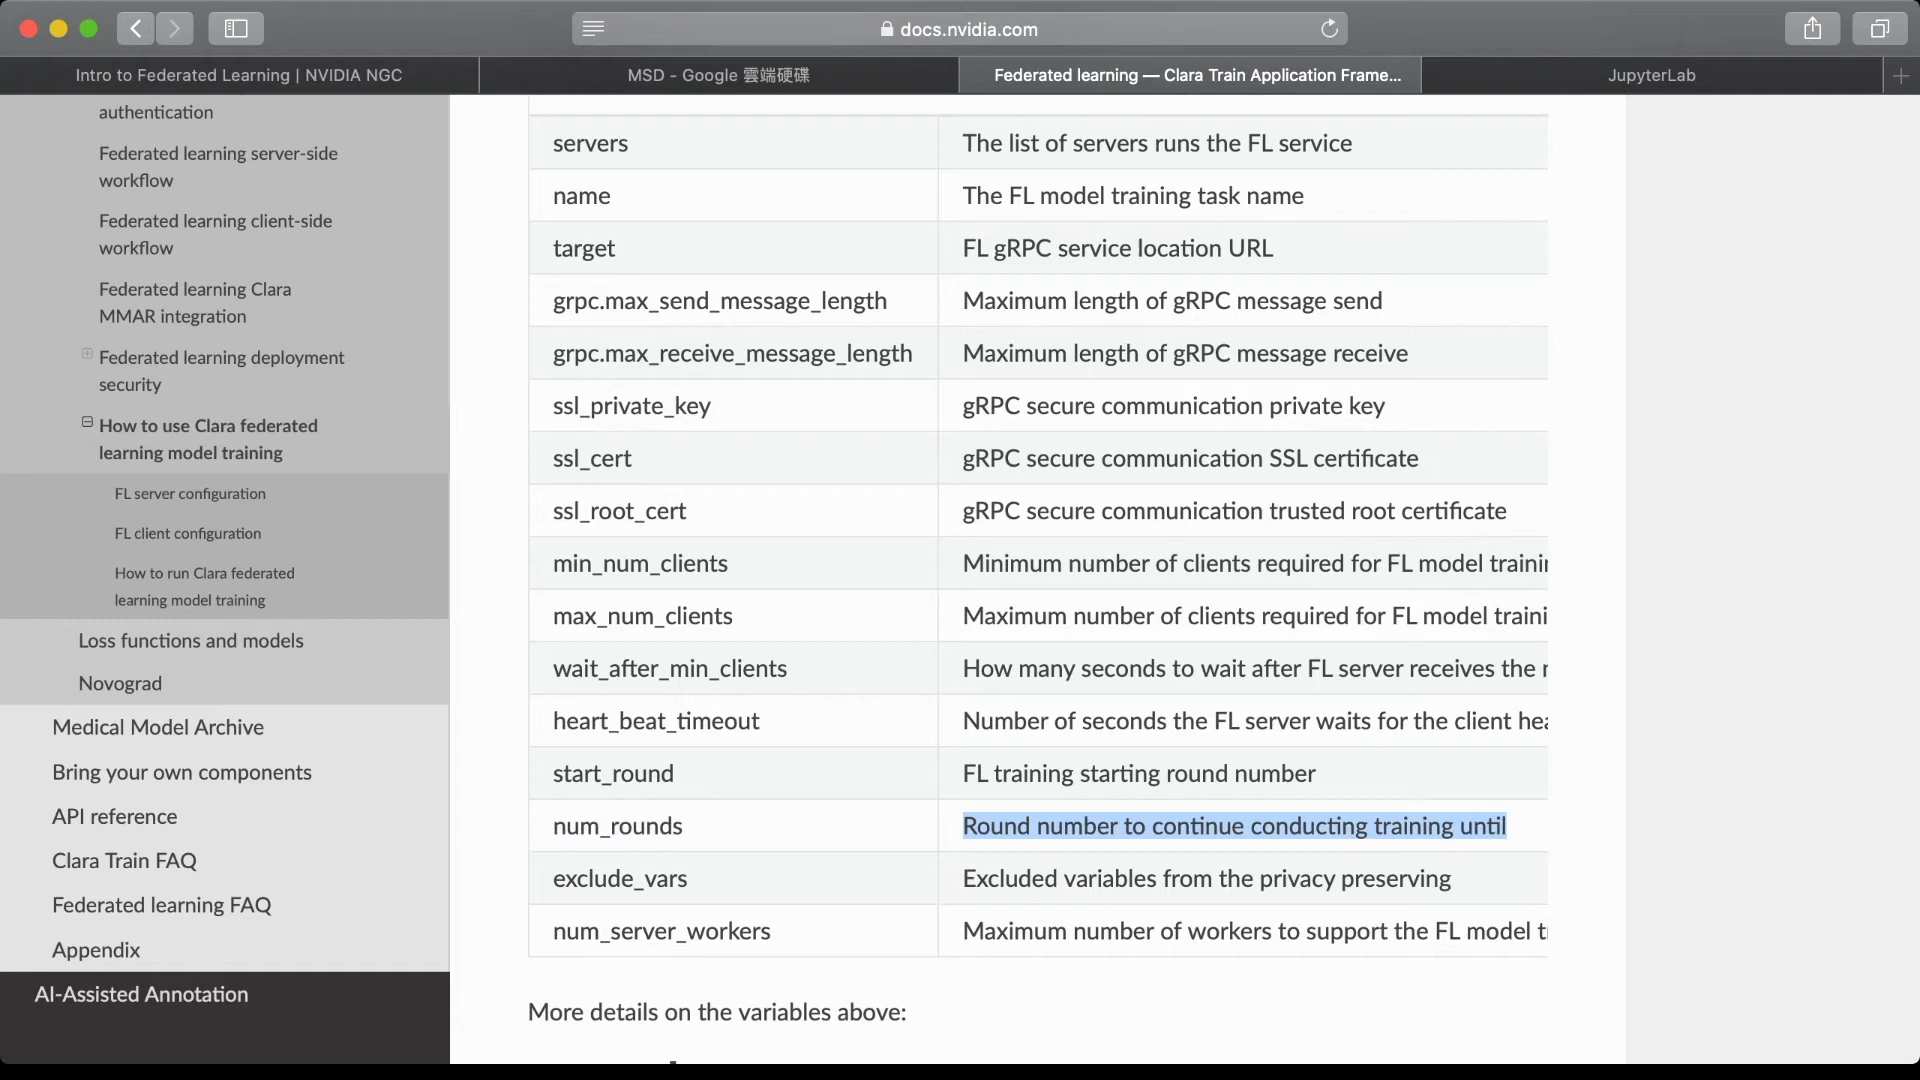 docs.nvidia.com
Intro to Federated Learning | NVIDIA NGC
MSD - Google 雲端硬碟
Federated learning — Clara Train Application Frame...
JupyterLab
authentication
Federated learning server-side
workflow
Federated learning client-side
workflow
Federated learning Clara
MMAR integration
Federated learning deployment
security
How to use Clara federated
learning model training
FL server configuration
FL client configuration
How to run Clara federated
learning model training
Loss functions and models
Novograd
Medical Model Archive
Bring your own components
API reference
Clara Train FAQ
Federated learning FAQ
Appendix
AI-Assisted Annotation
servers The list of servers runs the FL service
name The FL model training task name
target FL gRPC service location URL
grpc.max_send_message_length Maximum length of gRPC message send
grpc.max_receive_message_length Maximum length of gRPC message receive
ssl_private_key gRPC secure communication private key
ssl_cert gRPC secure communication SSL certificate
ssl_root_cert gRPC secure communication trusted root certificate
min_num_clients Minimum number of clients required for FL model trainin
max_num_clients Maximum number of clients required for FL model traini
wait_after_min_clients How many seconds to wait after FL server receives the
heart_beat_timeout Number of seconds the FL server waits for the client hea
start_round FL training starting round number
num_rounds Round number to continue conducting training until
exclude_vars Excluded variables from the privacy preserving
num_server_workers Maximum number of workers to support the FL model t
More details on the variables above: